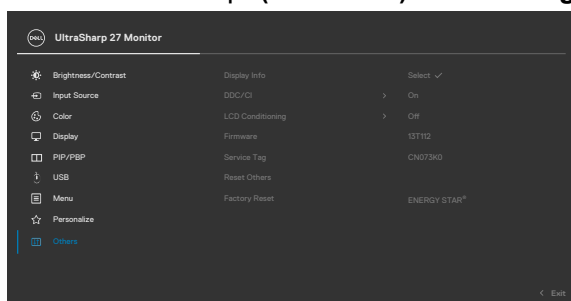 DELL UltraSharp 27 Monitor
Brightness/Contrast Display Info Select ✓
Input Source DDC/CI > On
Color LCD Conditioning > Off
Display Firmware 13T112
PIP/PBP Service Tag CN073K0
USB Reset Others
Menu Factory Reset ENERGY STAR®
Personalize
Others
< Exit